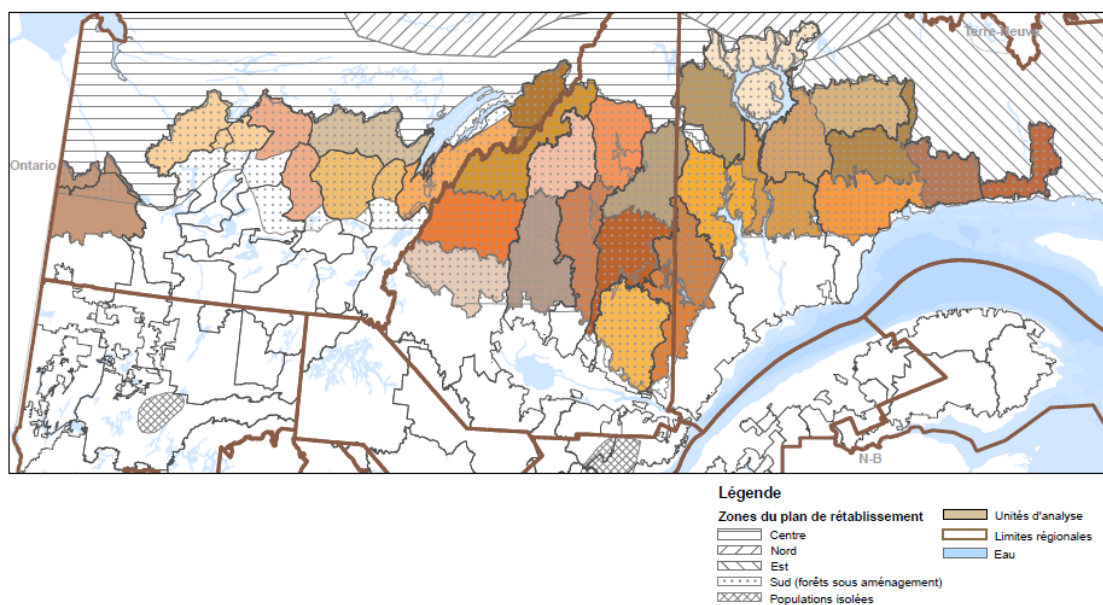 Terre-Neuve
Ontario
N-B
Légende
Zones du plan de rétablissement
Centre
Nord
Est
Sud (forêts sous aménagement)
Populations isolées
Unités d'analyse
Limites régionales
Eau